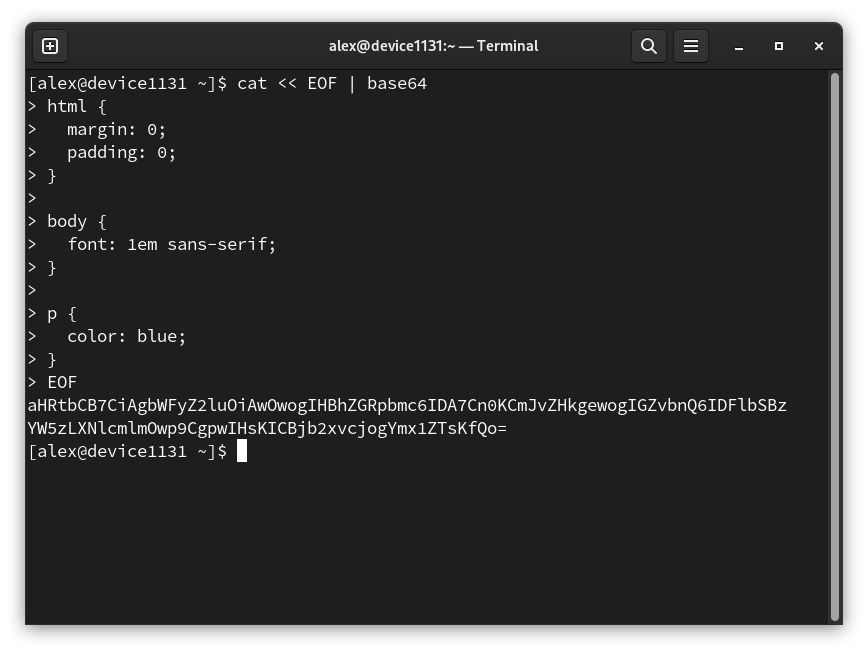 alex@device1131:~ — Terminal
[alex@device1131 ~]$ cat << EOF | base64
> html {
>   margin: 0;
>   padding: 0;
> }
>
> body {
>   font: 1em sans-serif;
> }
>
> p {
>   color: blue;
> }
> EOF
aHRtbCB7CiAgbWFyZ2luOiAwOwogIHBhZGRpbmc6IDA7Cn0KCmJvZHkgewogIGZvbnQ6IDFlbSBz
YW5zLXNlcmlmOwp9CgpwIHsKICBjb2xvcjogYmx1ZTsKfQo=
[alex@device1131 ~]$